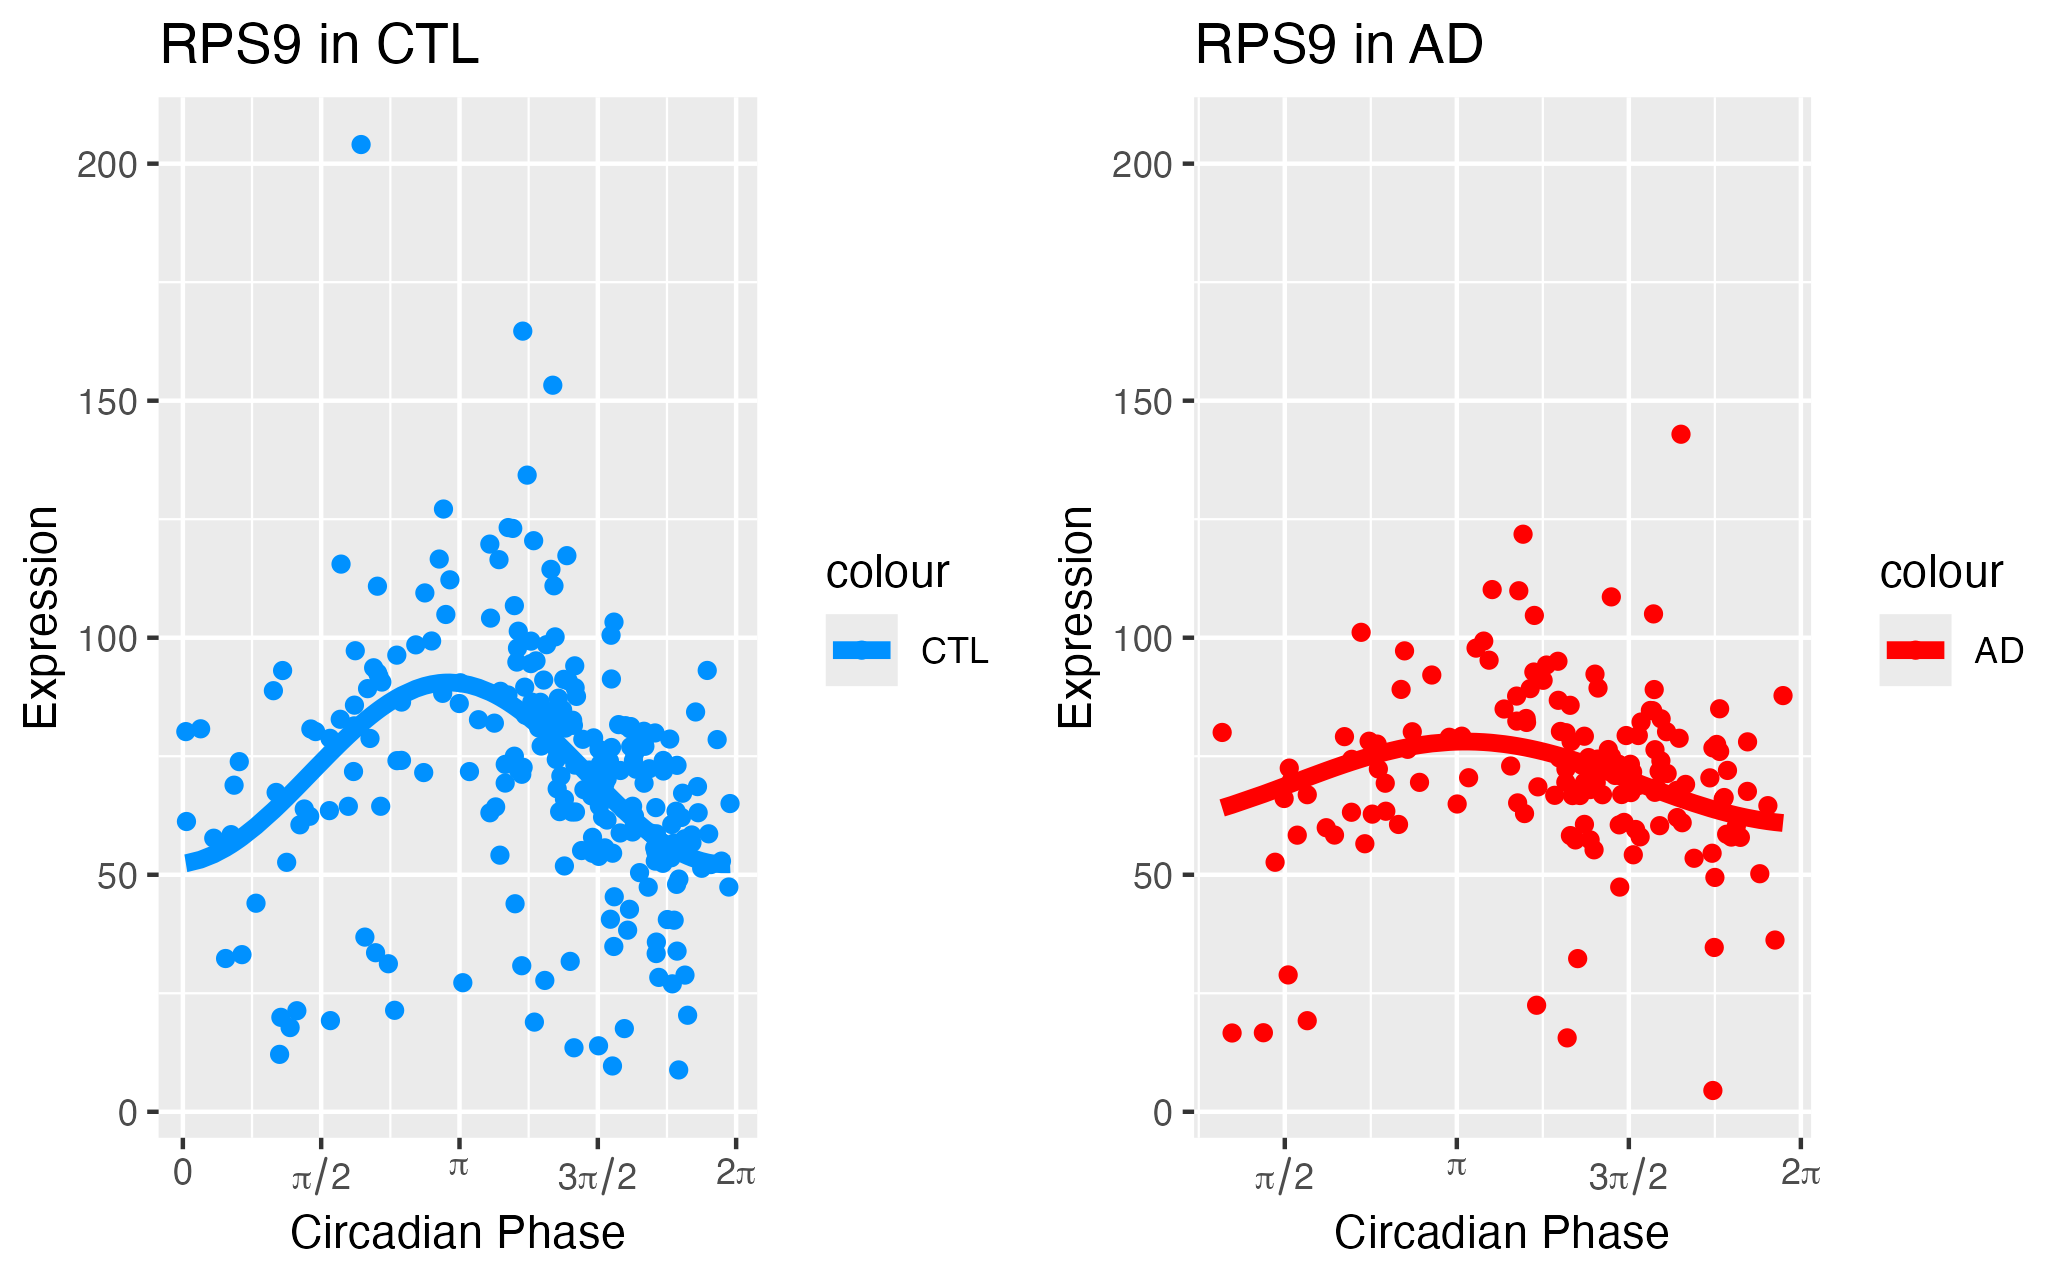 RPS9 in CTL
200
150
100
50
0
Expression
0 π/2 π 3π/2 2π
Circadian Phase
colour
CTL
RPS9 in AD
200
150
100
50
0
Expression
π/2 π 3π/2 2π
Circadian Phase
colour
AD